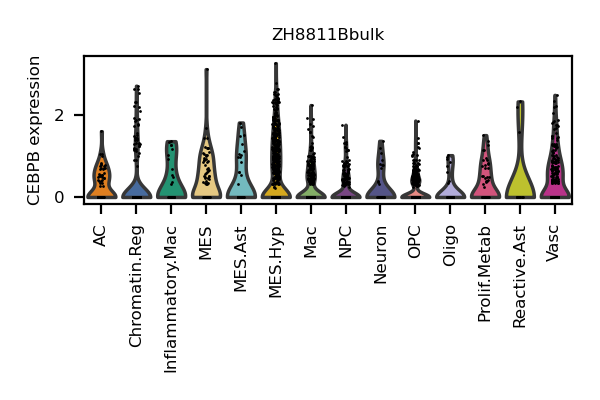 ZH8811Bbulk
CEBPB expression
2
0
AC
Chromatin.Reg
Inflammatory.Mac
MES
MES.Ast
MES.Hyp
Mac
NPC
Neuron
OPC
Oligo
Prolif.Metab
Reactive.Ast
Vasc